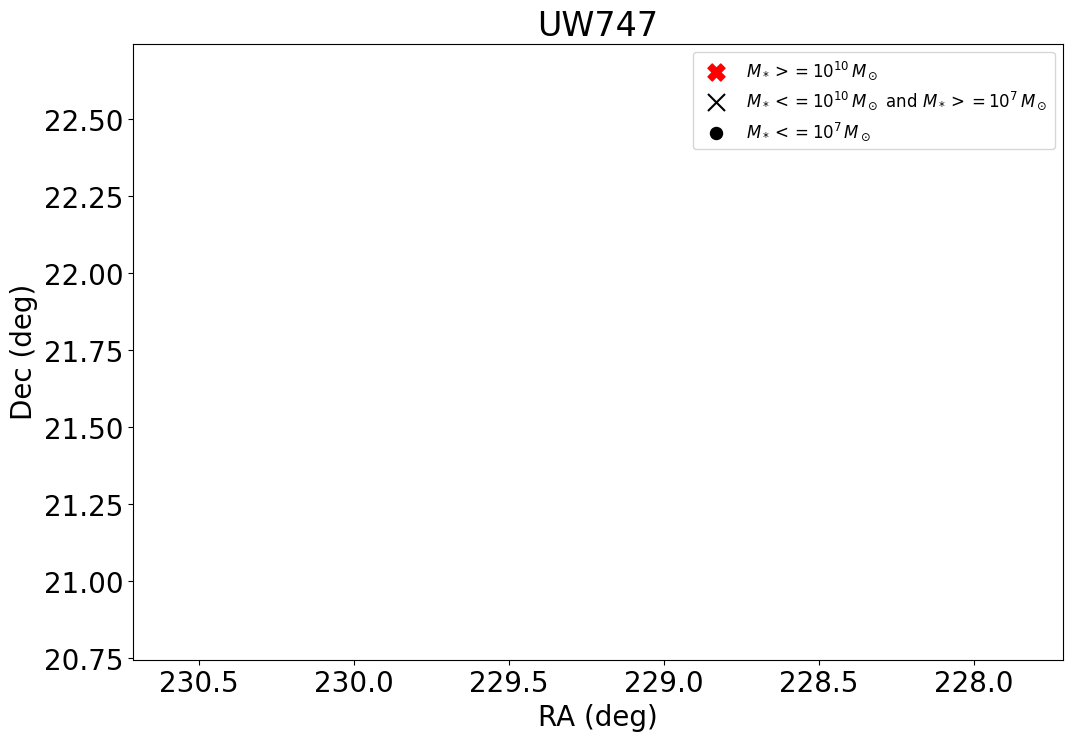 UW747
M* >= 10^10 M⊙
M* <= 10^10 M⊙ and M* >= 10^7 M⊙
M* <= 10^7 M⊙
22.50
22.25
22.00
21.75
21.50
21.25
21.00
20.75
Dec (deg)
230.5 230.0 229.5 229.0 228.5 228.0
RA (deg)